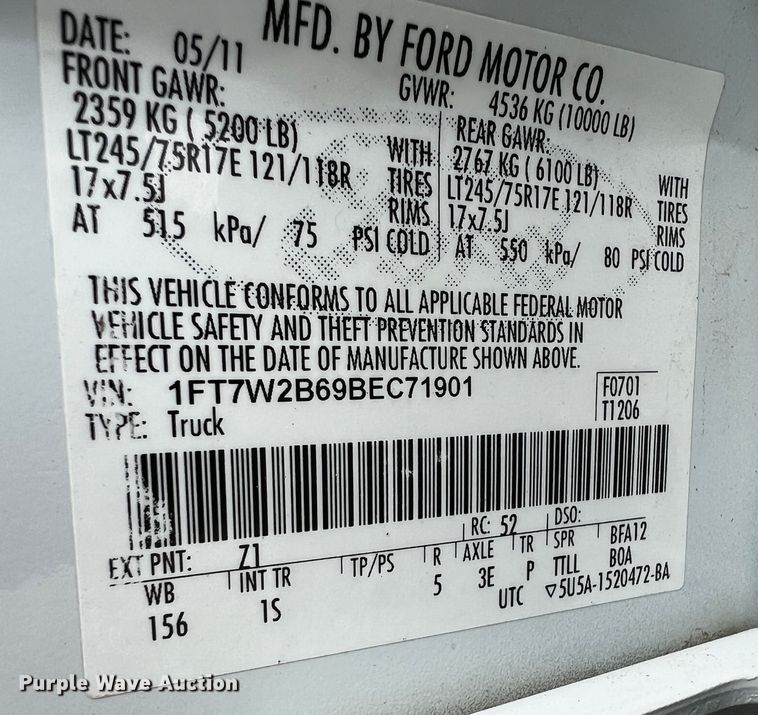 MFD. BY FORD MOTOR CO.
DATE: 05/11 GVWR: 4536 KG (10000 LB)
FRONT GAWR: REAR GAWR:
2359 KG ( 5200 LB) WITH 2767 KG ( 6100 LB) WITH
LT245/75R17E 121/118R TIRES LT245/75R17E 121/118R TIRES
17x7.5J RIMS 17x7.5J RIMS
AT 515 kPa/ 75 PSI COLD AT 550 kPa/ 80 PSI COLD
THIS VEHICLE CONFORMS TO ALL APPLICABLE FEDERAL MOTOR
VEHICLE SAFETY AND THEFT PREVENTION STANDARDS IN
EFFECT ON THE DATE OF MANUFACTURE SHOWN ABOVE.
VIN: 1FT7W2B69BEC71901 F0701
TYPE: Truck T1206
EXT PNT: Z1 RC: 52 DSO:
WB INT TR TP/PS R AXLE TR SPR BFA12
156 1S 5 3E P TTLL BOA
UTC ▽5U5A-1520472-BA
Purple Wave Auction